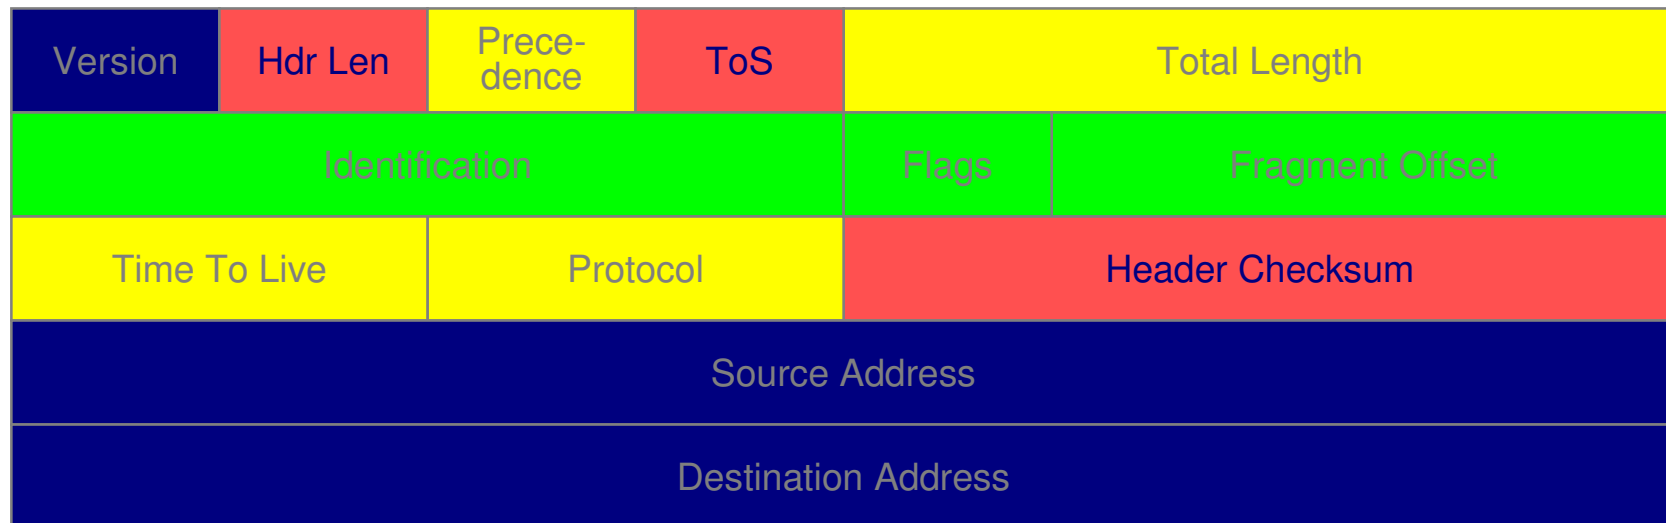 Version
Hdr Len
Prece-
dence
ToS
Total Length
Identification
Flags
Fragment Offset
Time To Live
Protocol
Header Checksum
Source Address
Destination Address